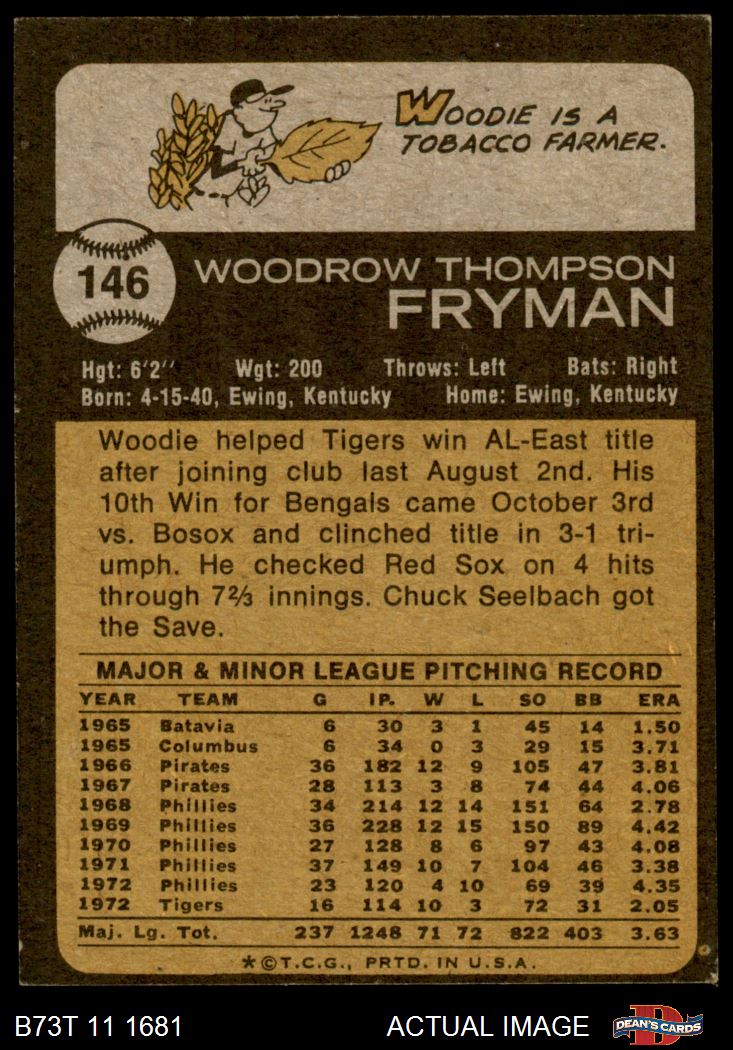 WOODIE IS A
TOBACCO FARMER.
146
WOODROW THOMPSON
FRYMAN
Hgt: 6'2'' Wgt: 200 Throws: Left Bats: Right
Born: 4-15-40, Ewing, Kentucky Home: Ewing, Kentucky
Woodie helped Tigers win AL-East title
after joining club last August 2nd. His
10th Win for Bengals came October 3rd
vs. Bosox and clinched title in 3-1 tri-
umph. He checked Red Sox on 4 hits
through 7⅔ innings. Chuck Seelbach got
the Save.
MAJOR & MINOR LEAGUE PITCHING RECORD
YEAR TEAM G IP. W L SO BB ERA
1965 Batavia 6 30 3 1 45 14 1.50
1965 Columbus 6 34 0 3 29 15 3.71
1966 Pirates 36 182 12 9 105 47 3.81
1967 Pirates 28 113 3 8 74 44 4.06
1968 Phillies 34 214 12 14 151 64 2.78
1969 Phillies 36 228 12 15 150 89 4.42
1970 Phillies 27 128 8 6 97 43 4.08
1971 Phillies 37 149 10 7 104 46 3.38
1972 Phillies 23 120 4 10 69 39 4.35
1972 Tigers 16 114 10 3 72 31 2.05
Maj. Lg. Tot. 237 1248 71 72 822 403 3.63
*©T.C.G., PRTD. IN U.S.A.
B73T 11 1681 ACTUAL IMAGE D DEAN'S CARDS